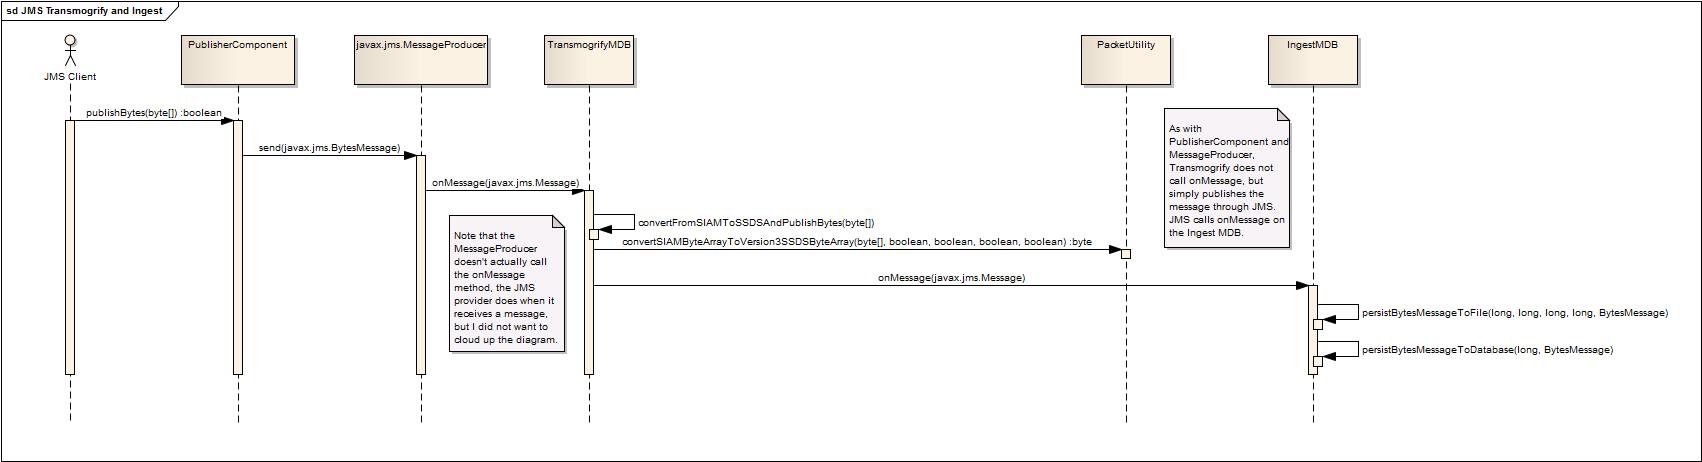 sd JMS Transmogrify and Ingest
JMS Client
PublisherComponent
javax.jms.MessageProducer
TransmogrifyMDB
PacketUtility
IngestMDB
publishBytes(byte[]) :boolean
send(javax.jms.BytesMessage)
onMessage(javax.jms.Message)
convertFromSIAMToSSDSAndPublishBytes(byte[])
convertSIAMByteArrayToVersion3SSDSByteArray(byte[], boolean, boolean, boolean, boolean) :byte
onMessage(javax.jms.Message)
persistBytesMessageToFile(long, long, long, long, BytesMessage)
persistBytesMessageToDatabase(long, BytesMessage)
Note that the
MessageProducer
doesn't actually call
the onMessage
method, the JMS
provider does when it
receives a message,
but I did not want to
cloud up the diagram.
As with
PublisherComponent and
MessageProducer,
Transmogrify does not
call onMessage, but
simply publishes the
message through JMS.
JMS calls onMessage on
the Ingest MDB.